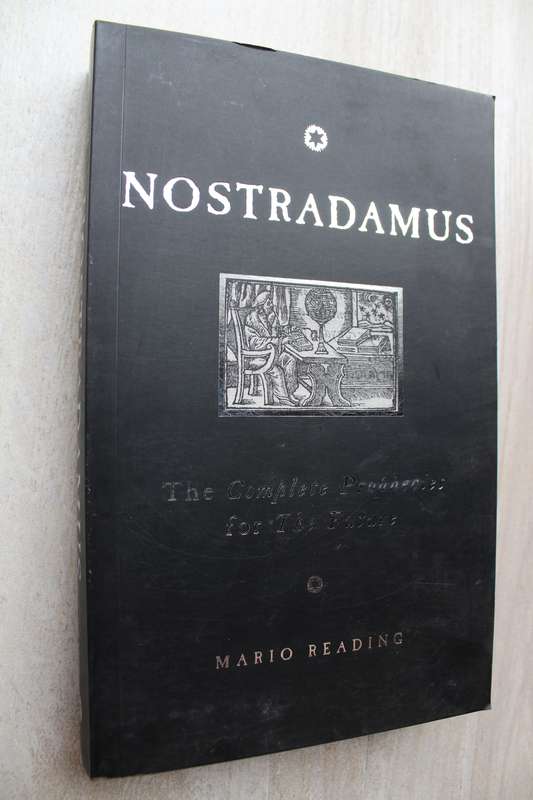 NOSTRADAMUS
The Complete Prophecies
for The Future
MARIO READING